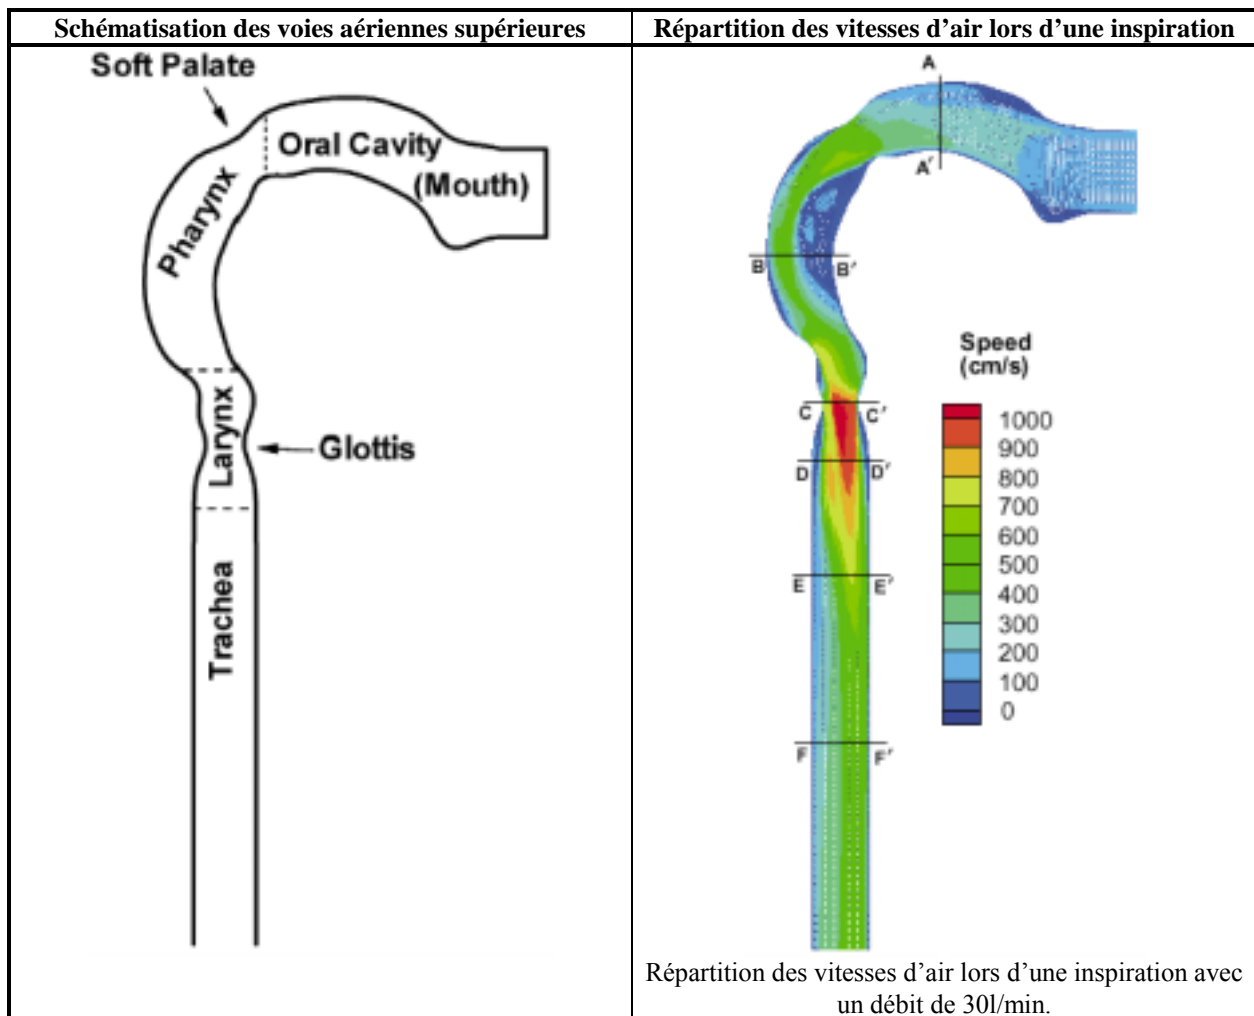 Schématisation des voies aériennes supérieures
Soft Palate
Oral Cavity
(Mouth)
Pharynx
Larynx
Glottis
Trachea
Répartition des vitesses d’air lors d’une inspiration
A
A'
B
B'
C
C'
D
D'
E
E'
F
F'
Speed
(cm/s)
1000
900
800
700
600
500
400
300
200
100
0
Répartition des vitesses d’air lors d’une inspiration avec
un débit de 30l/min.